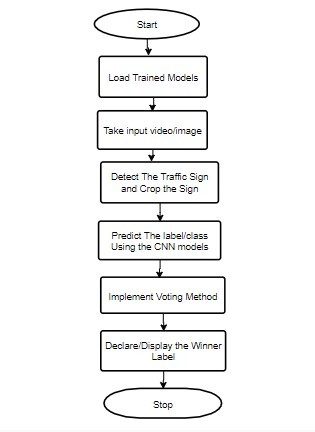 Start
Load Trained Models
Take input video/image
Detect The Traffic Sign
and Crop the Sign
Predict The label/class
Using the CNN models
Implement Voting Method
Declare/Display the Winner
Label
Stop